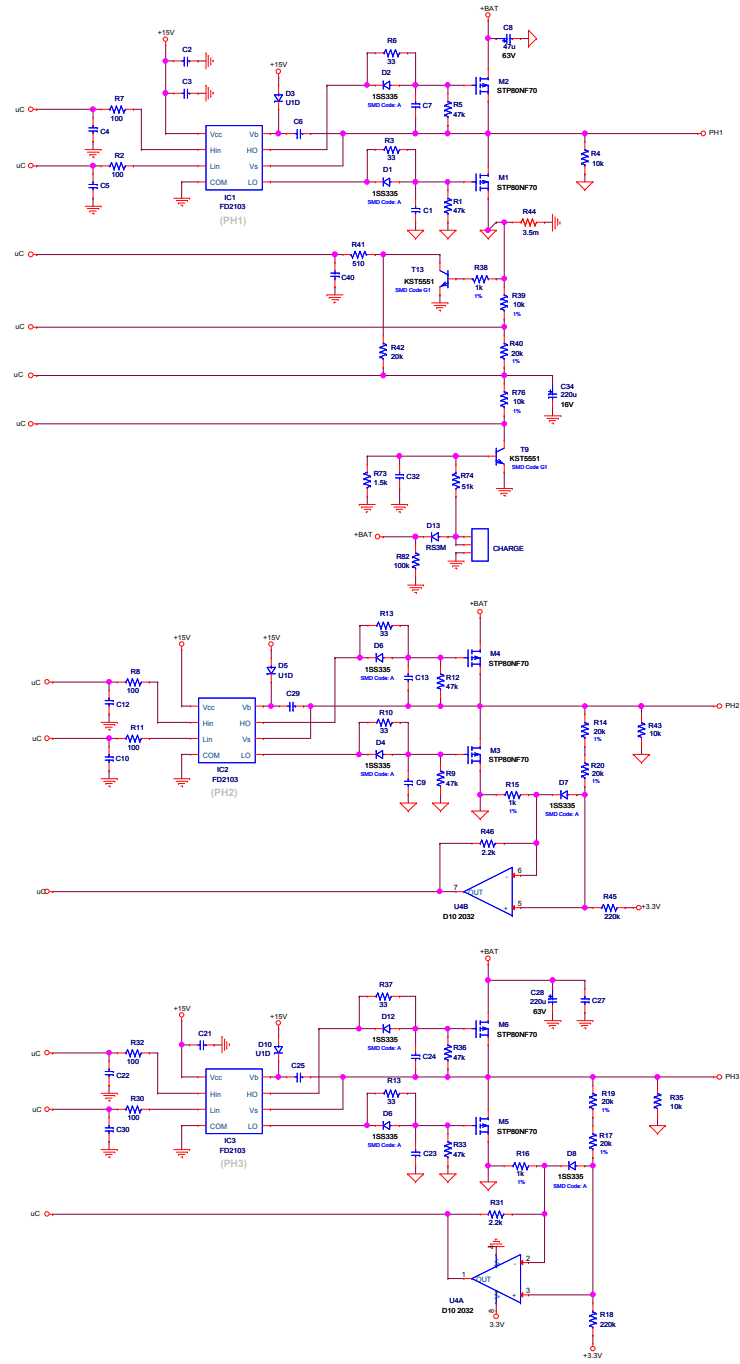 +BAT
C8
47u
63V
+15V
R6
33
C2
+15V
D2
1SS335
SMD Code: A
M2
STP80NF70
C3
D3
U1D
R7
100
C7
R5
47k
uC
C4
Vcc
Vb
C6
PH1
Hin
HO
R3
33
R4
10k
R2
100
uC
Lin
Vs
D1
1SS335
SMD Code: A
M1
STP80NF70
C5
COM
LO
IC1
FD2103
(PH1)
C1
R1
47k
R44
3.5m
R41
510
uC
T13
KST5551
SMD Code G1
R38
1k
1%
C40
R39
10k
1%
uC
R42
20k
R40
20k
1%
uC
R76
10k
1%
C34
220u
16V
uC
T9
KST5551
SMD Code G1
R73
1.5k
C32
R74
51k
+BAT
D13
RS3M
CHARGE
R82
100k
+BAT
R13
33
+15V
+15V
D6
1SS335
SMD Code: A
M4
STP80NF70
D5
U1D
R8
100
C13
R12
47k
uC
C12
Vcc
Vb
C29
PH2
R10
33
R14
20k
1%
R43
10k
Hin
HO
R11
100
uC
Lin
Vs
D4
1SS335
SMD Code: A
M3
STP80NF70
C10
COM
LO
R20
20k
1%
IC2
FD2103
(PH2)
C9
R9
47k
R15
1k
1%
D7
1SS335
SMD Code: A
R46
2.2k
6
-
uC
7
OUT
+
5
U4B
D10 2032
R45
220k
+3.3V
+BAT
R37
33
+15V
+15V
C28
220u
63V
C27
D12
1SS335
SMD Code: A
M6
STP80NF70
C21
D10
U1D
R32
100
C24
R36
47k
uC
C22
Vcc
Vb
C25
PH3
R13
33
R19
20k
1%
R35
10k
Hin
HO
R30
100
uC
Lin
Vs
D6
1SS335
SMD Code: A
M5
STP80NF70
C30
COM
LO
R17
20k
1%
IC3
FD2103
(PH3)
C23
R33
47k
R16
1k
1%
D8
1SS335
SMD Code: A
R31
2.2k
uC
4
2
-
1
OUT
+
3
U4A
D10 2032
8
3.3V
R18
220k
+3.3V